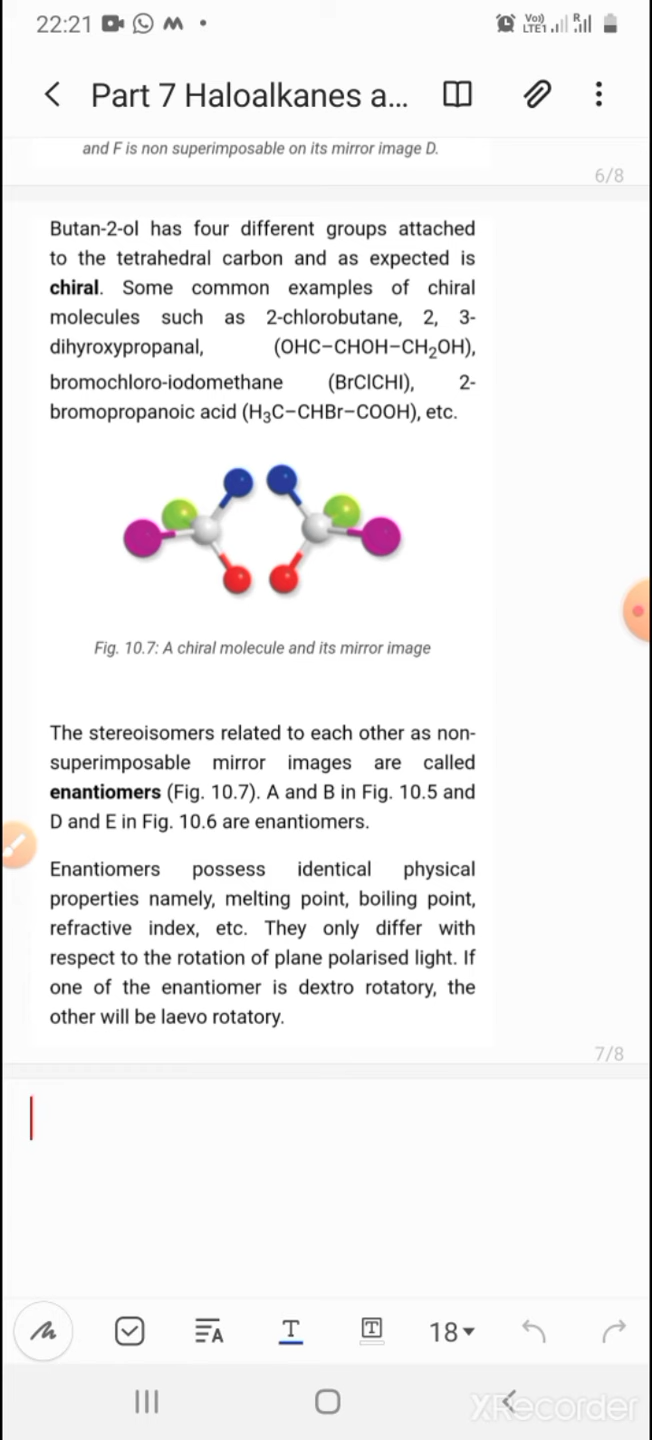 22:21
Vo)) R
LTE1
Part 7 Haloalkanes a...
and F is non superimposable on its mirror image D.
6/8
Butan-2-ol has four different groups attached
to the tetrahedral carbon and as expected is
chiral. Some common examples of chiral
molecules such as 2-chlorobutane, 2, 3-
dihyroxypropanal, (OHC−CHOH−CH₂OH),
bromochloro-iodomethane (BrClCHI), 2-
bromopropanoic acid (H₃C−CHBr−COOH), etc.
Fig. 10.7: A chiral molecule and its mirror image
The stereoisomers related to each other as non-
superimposable mirror images are called
enantiomers (Fig. 10.7). A and B in Fig. 10.5 and
D and E in Fig. 10.6 are enantiomers.
Enantiomers possess identical physical
properties namely, melting point, boiling point,
refractive index, etc. They only differ with
respect to the rotation of plane polarised light. If
one of the enantiomer is dextro rotatory, the
other will be laevo rotatory.
7/8
A T T 18
XRecorder